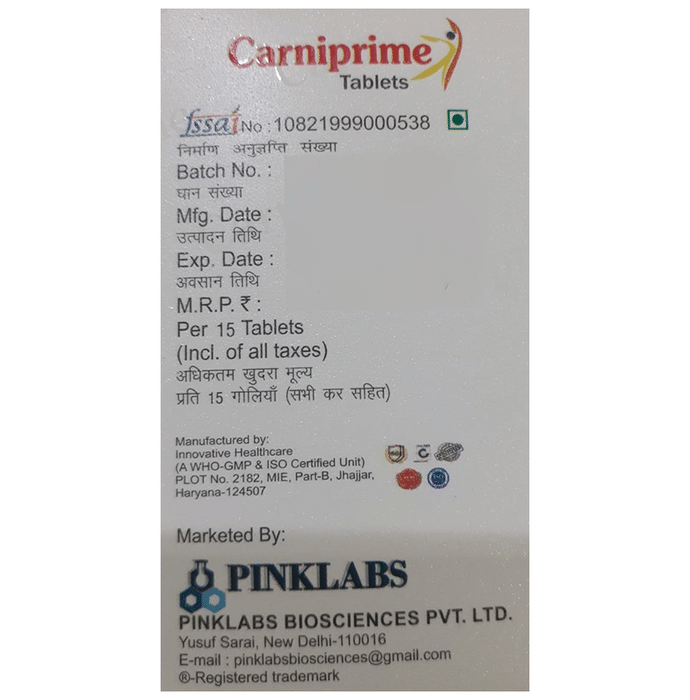 Carniprime
Tablets
fssai No : 10821999000538
निर्माण अनुज्ञप्ति संख्या
Batch No. :
घान संख्या
Mfg. Date :
उत्पादन तिथि
Exp. Date :
अवसान तिथि
M.R.P. ₹ :
Per 15 Tablets
(Incl. of all taxes)
अधिकतम खुदरा मूल्य
प्रति 15 गोलियाँ (सभी कर सहित)
Manufactured by:
Innovative Healthcare
(A WHO-GMP & ISO Certified Unit)
PLOT No. 2182, MIE, Part-B, Jhajjar,
Haryana-124507
Marketed By:
PINKLABS
PINKLABS BIOSCIENCES PVT. LTD.
Yusuf Sarai, New Delhi-110016
E-mail : pinklabsbiosciences@gmail.com
®-Registered trademark